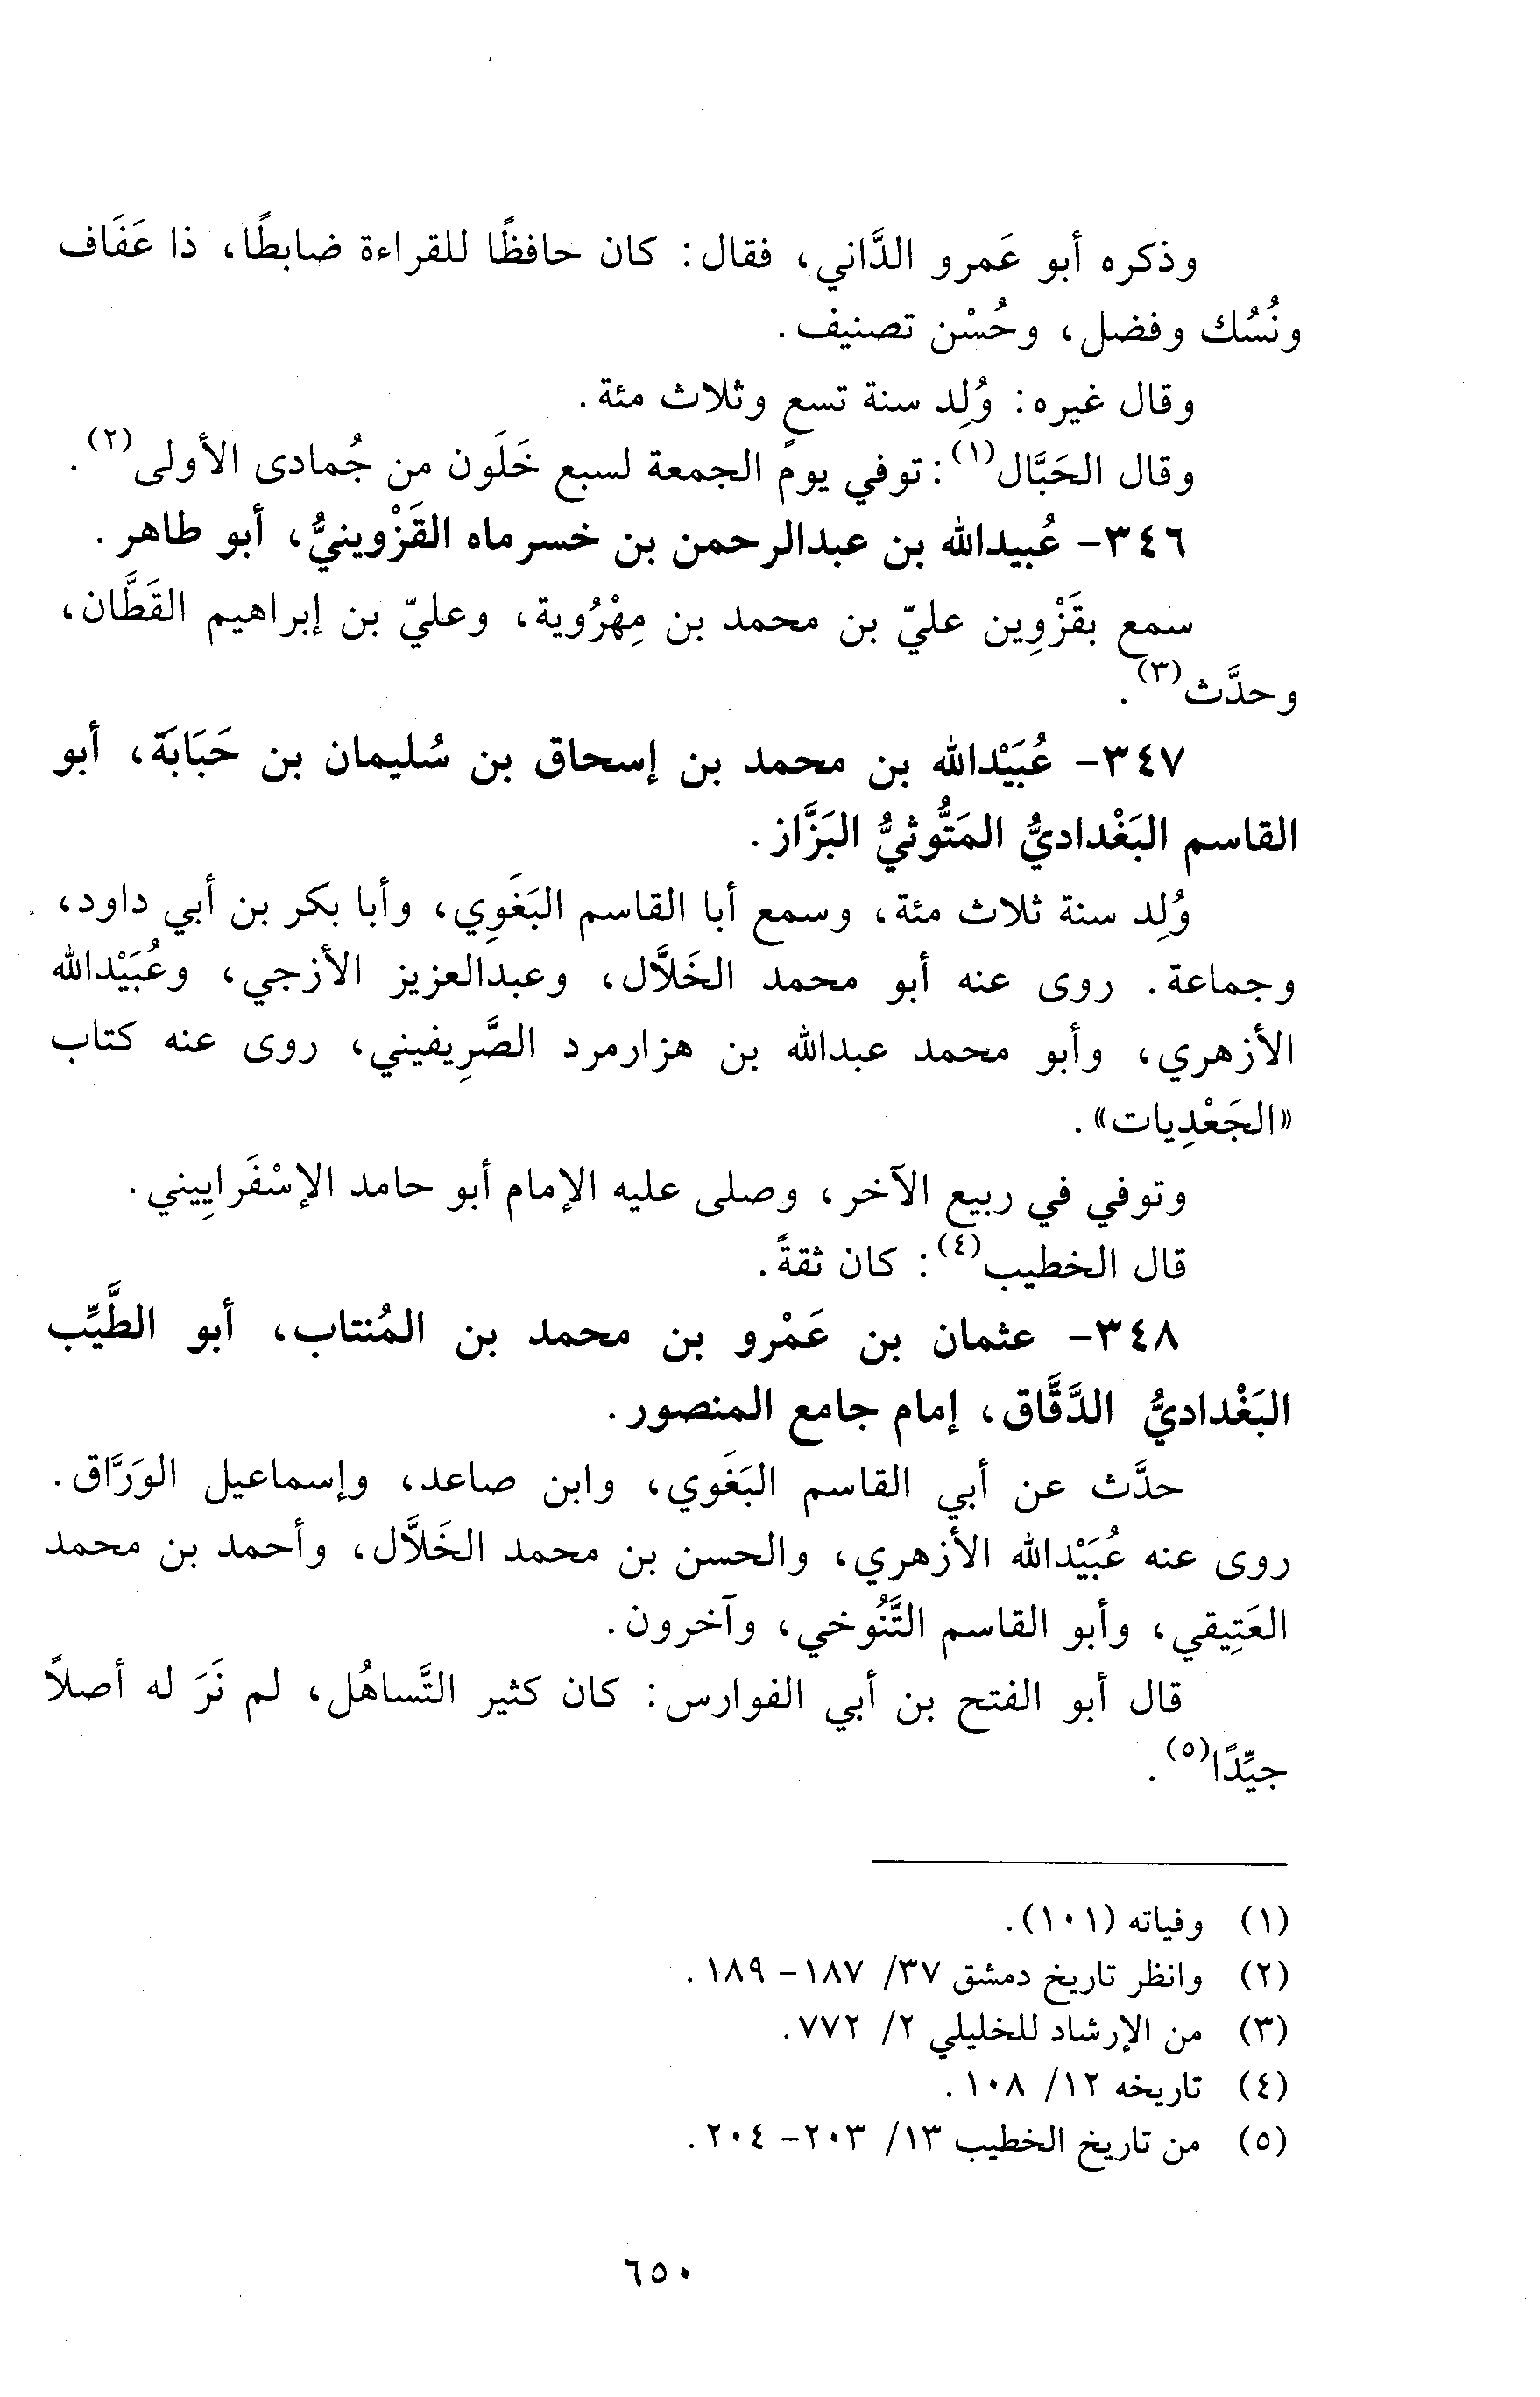 وذكره أبو عَمرو الدَّاني، فقال: كان حافظًا للقراءة ضابطًا، ذا عَفَاف
ونُسُك وفضل، وحُسْن تصنيف.
وقال غيره: وُلِد سنة تسعٍ وثلاث مئة.
وقال الحَبَّال(١): توفي يوم الجمعة لسبع خَلَون من جُمادى الأولى(٢).
٣٤٦- عُبيدالله بن عبدالرحمن بن خسرماه القَزْوينيُّ، أبو طاهر.
سمع بقَزْوِين عليّ بن محمد بن مِهْرُوية، وعليّ بن إبراهيم القَطَّان،
وحدَّث(٣).
٣٤٧- عُبَيْدالله بن محمد بن إسحاق بن سُليمان بن حَبَابَة، أبو
القاسم البَغْداديُّ المَتُّوثيُّ البَزَّاز.
وُلِد سنة ثلاث مئة، وسمع أبا القاسم البَغَوِي، وأبا بكر بن أبي داود،
وجماعة. روى عنه أبو محمد الخَلاَّل، وعبدالعزيز الأزجي، وعُبَيْدالله
الأزهري، وأبو محمد عبدالله بن هزارمرد الصَّرِيفيني، روى عنه كتاب
«الجَعْدِيات».
وتوفي في ربيع الآخر، وصلى عليه الإمام أبو حامد الإسْفَرايِيني.
قال الخطيب(٤): كان ثقةً.
٣٤٨- عثمان بن عَمْرو بن محمد بن المُنتاب، أبو الطَّيِّب
البَغْداديُّ الدَّقَّاق، إمام جامع المنصور.
حدَّث عن أبي القاسم البَغَوي، وابن صاعد، وإسماعيل الورَّاق.
روى عنه عُبَيْدالله الأزهري، والحسن بن محمد الخَلاَّل، وأحمد بن محمد
العَتِيقي، وأبو القاسم التَّنُوخي، وآخرون.
قال أبو الفتح بن أبي الفوارس: كان كثير التَّساهُل، لم نَرَ له أصلاً
جيِّدًا(٥).
(١) وفياته (١٠١).
(٢) وانظر تاريخ دمشق ٣٧/ ١٨٧- ١٨٩.
(٣) من الإرشاد للخليلي ٢/ ٧٧٢.
(٤) تاريخه ١٢/ ١٠٨.
(٥) من تاريخ الخطيب ١٣/ ٢٠٣- ٢٠٤.
٦٥٠